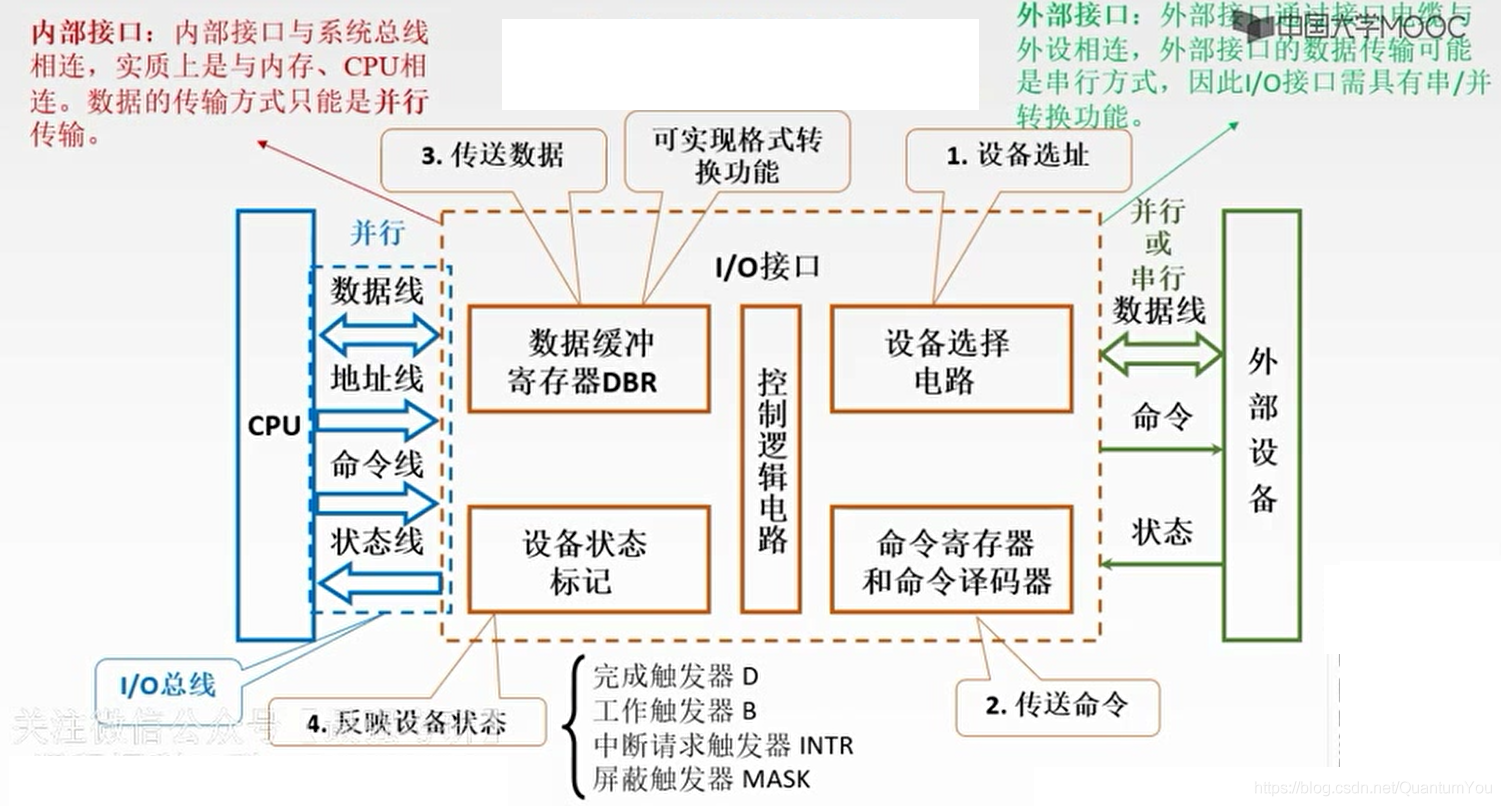 内部接口：内部接口与系统总线
相连，实质上是与内存、CPU相
连。数据的传输方式只能是并行
传输。
外部接口：外部接口通过接口电缆与
外设相连，外部接口的数据传输可能
是串行方式，因此I/O接口需具有串/并
转换功能。
中国大学MOOC
3. 传送数据
可实现格式转
换功能
1. 设备选址
并行
I/O接口
并行
或
串行
数据线
数据线
地址线
命令线
状态线
CPU
数据缓冲
寄存器DBR
控制逻辑电路
设备选择
电路
设备状态
标记
命令寄存器
和命令译码器
命令
状态
外部设备
I/O总线
4. 反映设备状态
完成触发器 D
工作触发器 B
中断请求触发器 INTR
屏蔽触发器 MASK
2. 传送命令
关注微信公众号
https://blog.csdn.net/QuantumYou